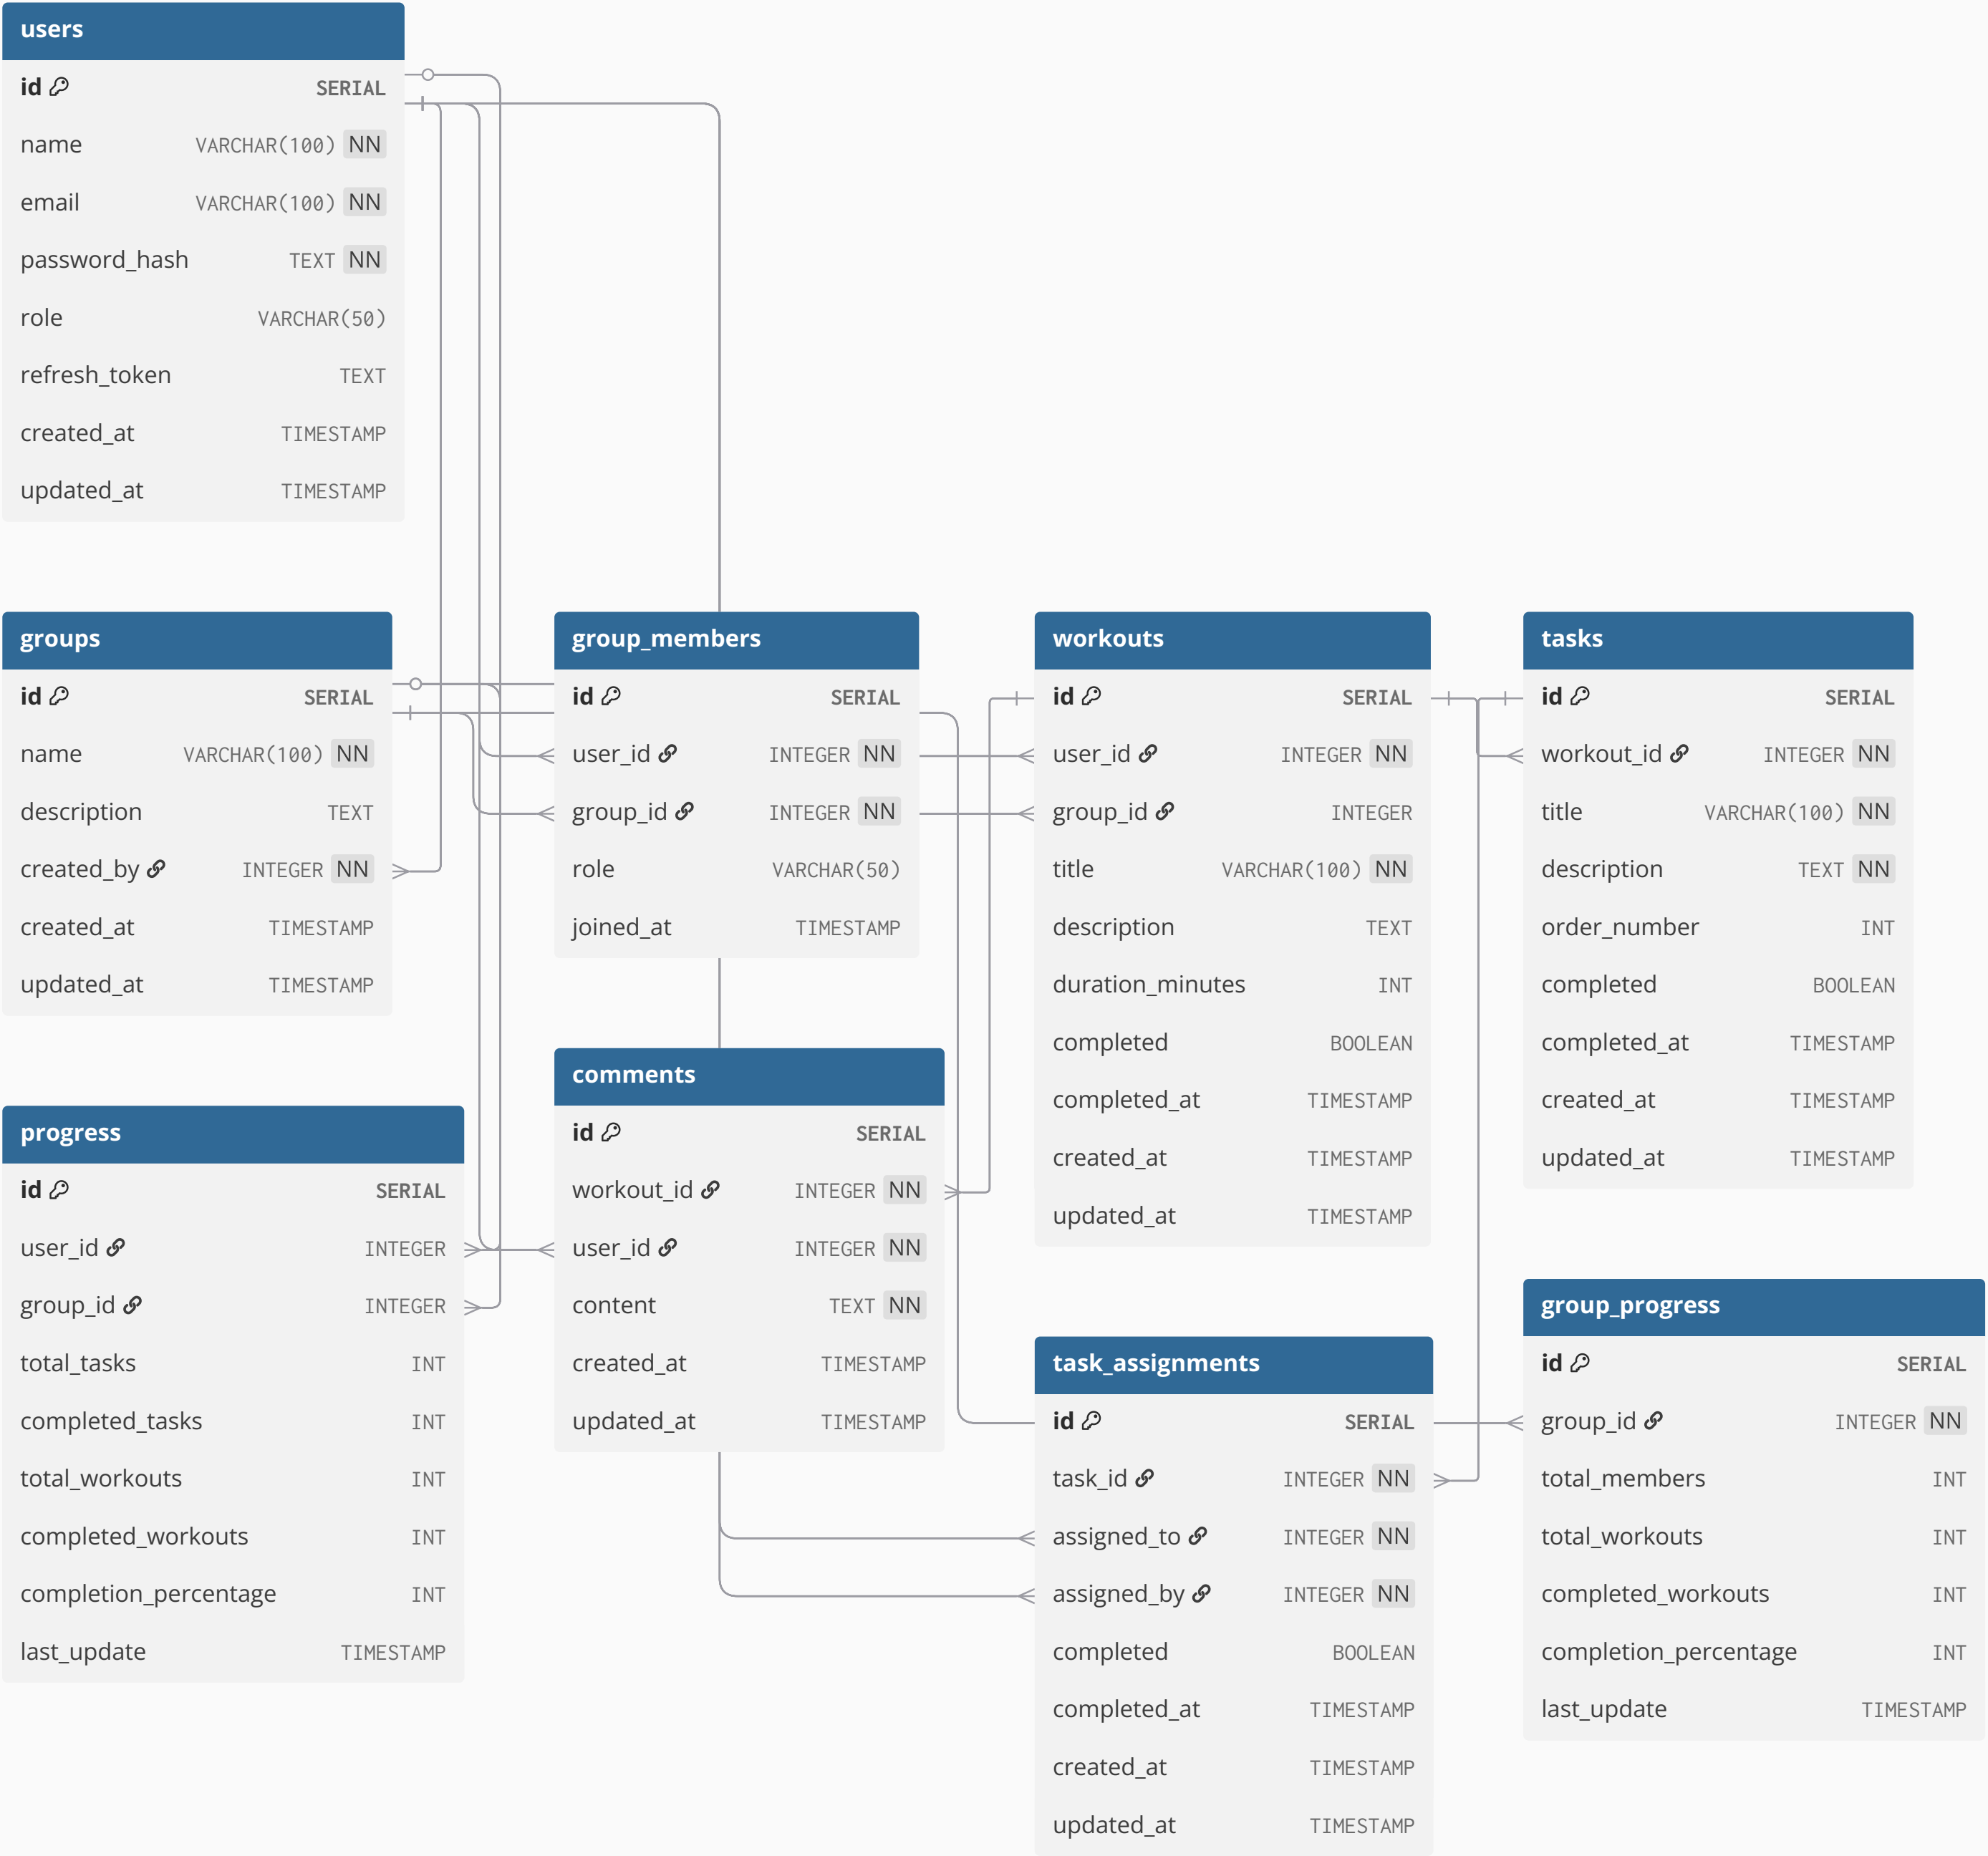 users
id SERIAL
name VARCHAR(100) NN
email VARCHAR(100) NN
password_hash TEXT NN
role VARCHAR(50)
refresh_token TEXT
created_at TIMESTAMP
updated_at TIMESTAMP
groups
id SERIAL
name VARCHAR(100) NN
description TEXT
created_by INTEGER NN
created_at TIMESTAMP
updated_at TIMESTAMP
group_members
id SERIAL
user_id INTEGER NN
group_id INTEGER NN
role VARCHAR(50)
joined_at TIMESTAMP
workouts
id SERIAL
user_id INTEGER NN
group_id INTEGER
title VARCHAR(100) NN
description TEXT
duration_minutes INT
completed BOOLEAN
completed_at TIMESTAMP
created_at TIMESTAMP
updated_at TIMESTAMP
tasks
id SERIAL
workout_id INTEGER NN
title VARCHAR(100) NN
description TEXT NN
order_number INT
completed BOOLEAN
completed_at TIMESTAMP
created_at TIMESTAMP
updated_at TIMESTAMP
progress
id SERIAL
user_id INTEGER
group_id INTEGER
total_tasks INT
completed_tasks INT
total_workouts INT
completed_workouts INT
completion_percentage INT
last_update TIMESTAMP
comments
id SERIAL
workout_id INTEGER NN
user_id INTEGER NN
content TEXT NN
created_at TIMESTAMP
updated_at TIMESTAMP
task_assignments
id SERIAL
task_id INTEGER NN
assigned_to INTEGER NN
assigned_by INTEGER NN
completed BOOLEAN
completed_at TIMESTAMP
created_at TIMESTAMP
updated_at TIMESTAMP
group_progress
id SERIAL
group_id INTEGER NN
total_members INT
total_workouts INT
completed_workouts INT
completion_percentage INT
last_update TIMESTAMP